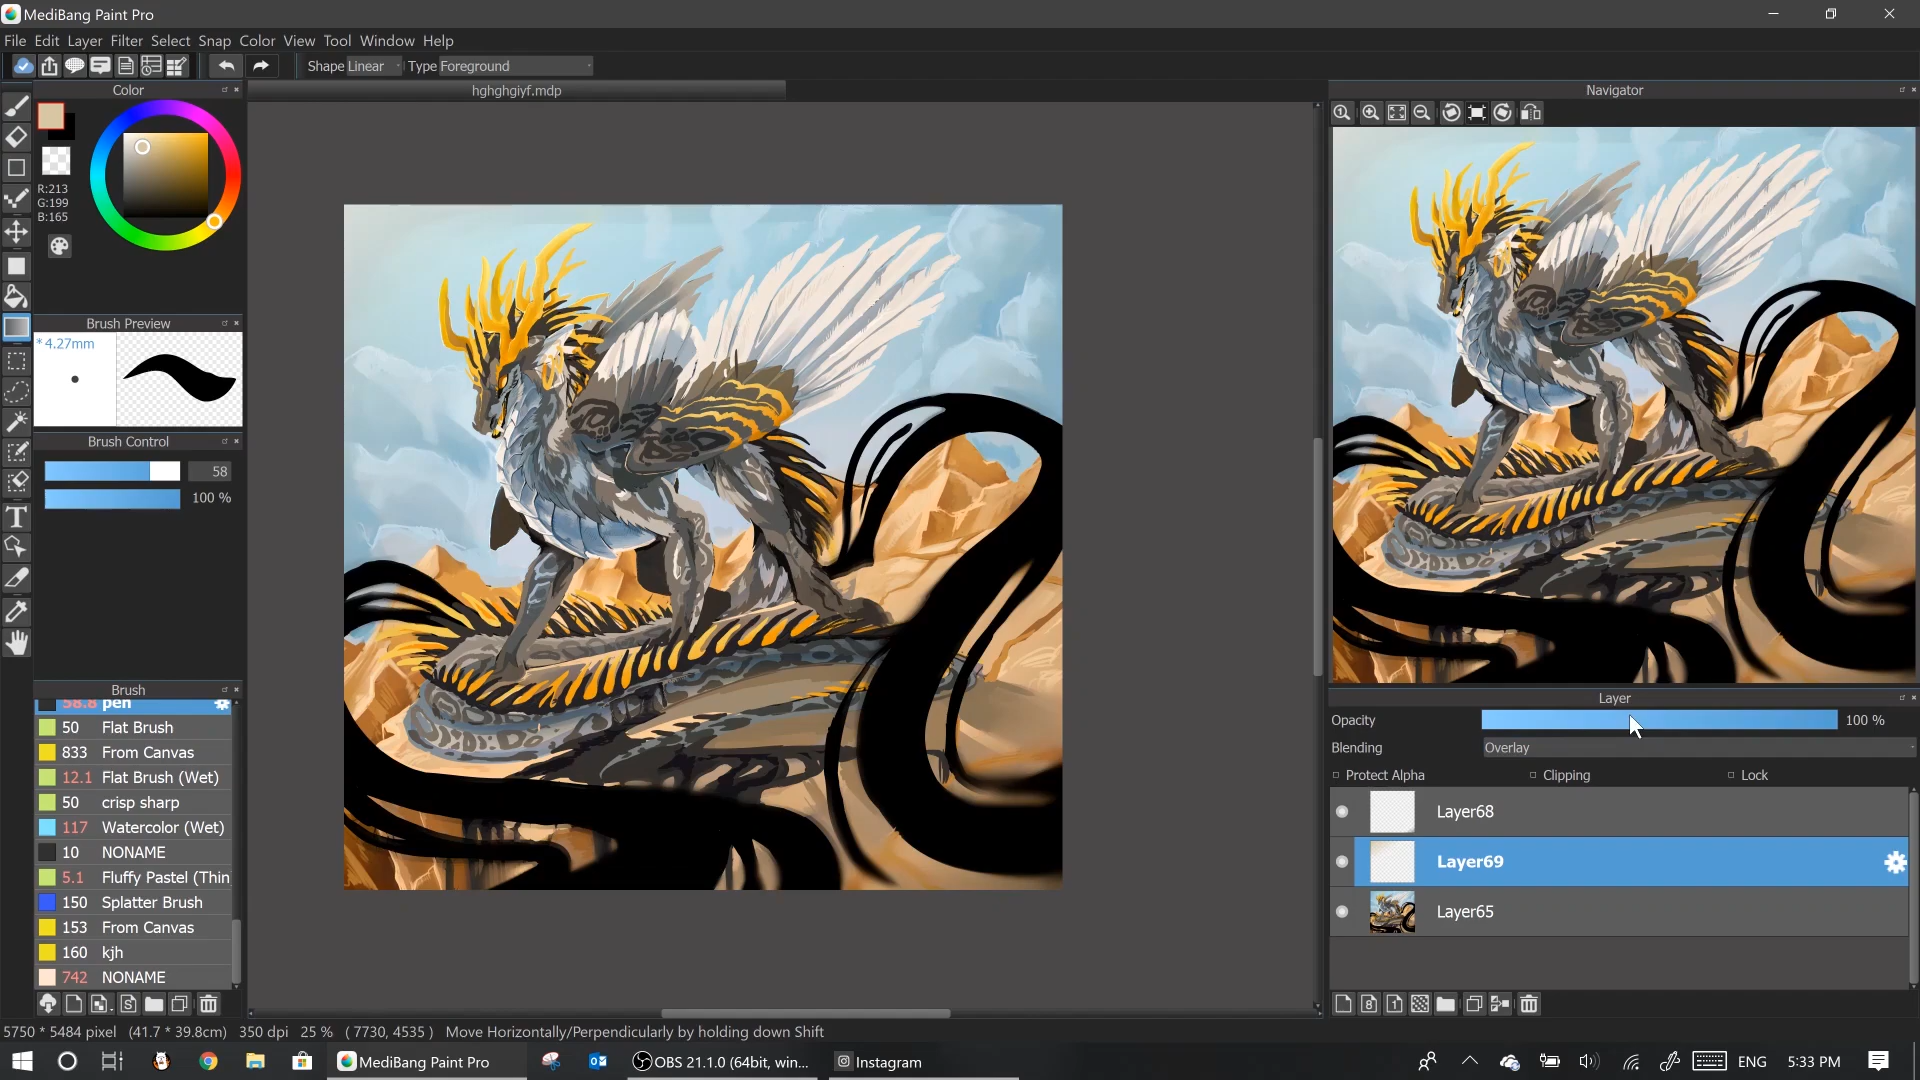 MediBang Paint Pro
File Edit Layer Filter Select Snap Color View Tool Window Help
Shape Linear Type Foreground
Color
hghghgiyf.mdp
Navigator
R:213
G:199
B:165
Brush Preview
* 4.27mm
Brush Control
58
100 %
Brush
58.8 pen
50 Flat Brush
833 From Canvas
12.1 Flat Brush (Wet)
50 crisp sharp
117 Watercolor (Wet)
10 NONAME
5.1 Fluffy Pastel (Thin
150 Splatter Brush
153 From Canvas
160 kjh
742 NONAME
Layer
Opacity 100 %
Blending Overlay
Protect Alpha Clipping Lock
Layer68
Layer69
Layer65
5750 * 5484 pixel (41.7 * 39.8cm) 350 dpi 25 % ( 7730, 4535 ) Move Horizontally/Perpendicularly by holding down Shift
MediBang Paint Pro OBS 21.1.0 (64bit, win... Instagram ENG 5:33 PM